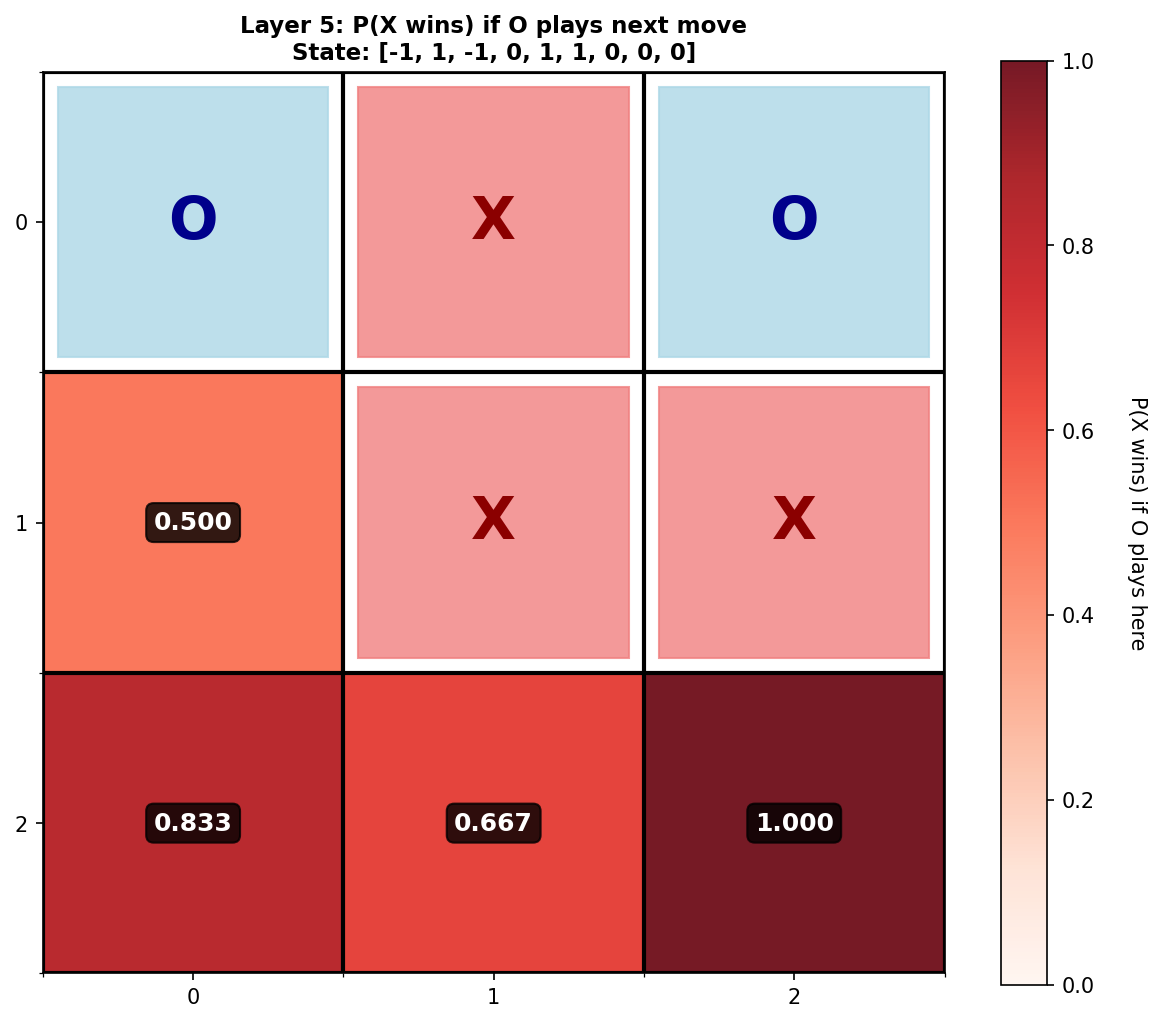 Layer 5: P(X wins) if O plays next move
State: [-1, 1, -1, 0, 1, 1, 0, 0, 0]
O
X
O
0
0.500
X
X
1
0.833
0.667
1.000
2
0
1
2
1.0
0.8
0.6
0.4
0.2
0.0
P(X wins) if O plays here